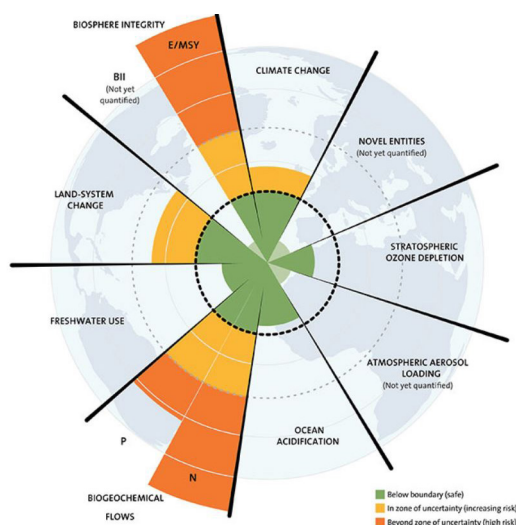 BIOSPHERE INTEGRITY
E/MSY
BII
(Not yet
quantified)
CLIMATE CHANGE
NOVEL ENTITIES
(Not yet quantified)
LAND-SYSTEM
CHANGE
STRATOSPHERIC
OZONE DEPLETION
FRESHWATER USE
ATMOSPHERIC AEROSOL
LOADING
(Not yet quantified)
OCEAN
ACIDIFICATION
P
N
BIOGEOCHEMICAL
FLOWS
Below boundary (safe)
In zone of uncertainty (increasing risk)
Beyond zone of uncertainty (high risk)